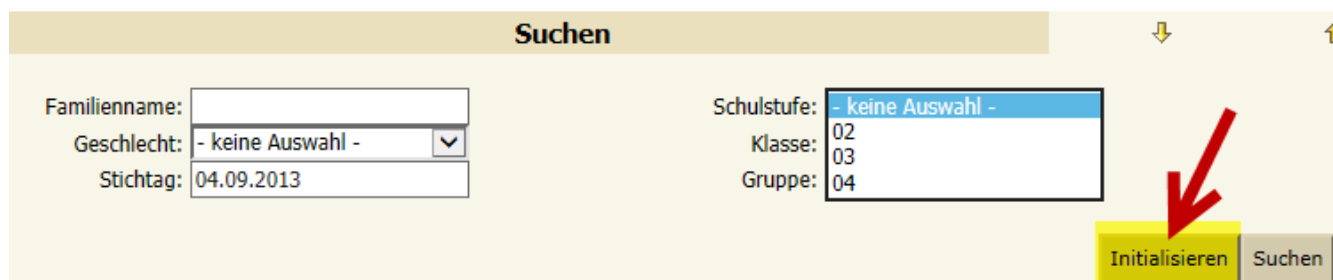 Suchen
Familienname:
Geschlecht: - keine Auswahl -
Stichtag: 04.09.2013
Schulstufe: - keine Auswahl -
Klasse: 02
03
Gruppe: 04
Initialisieren Suchen